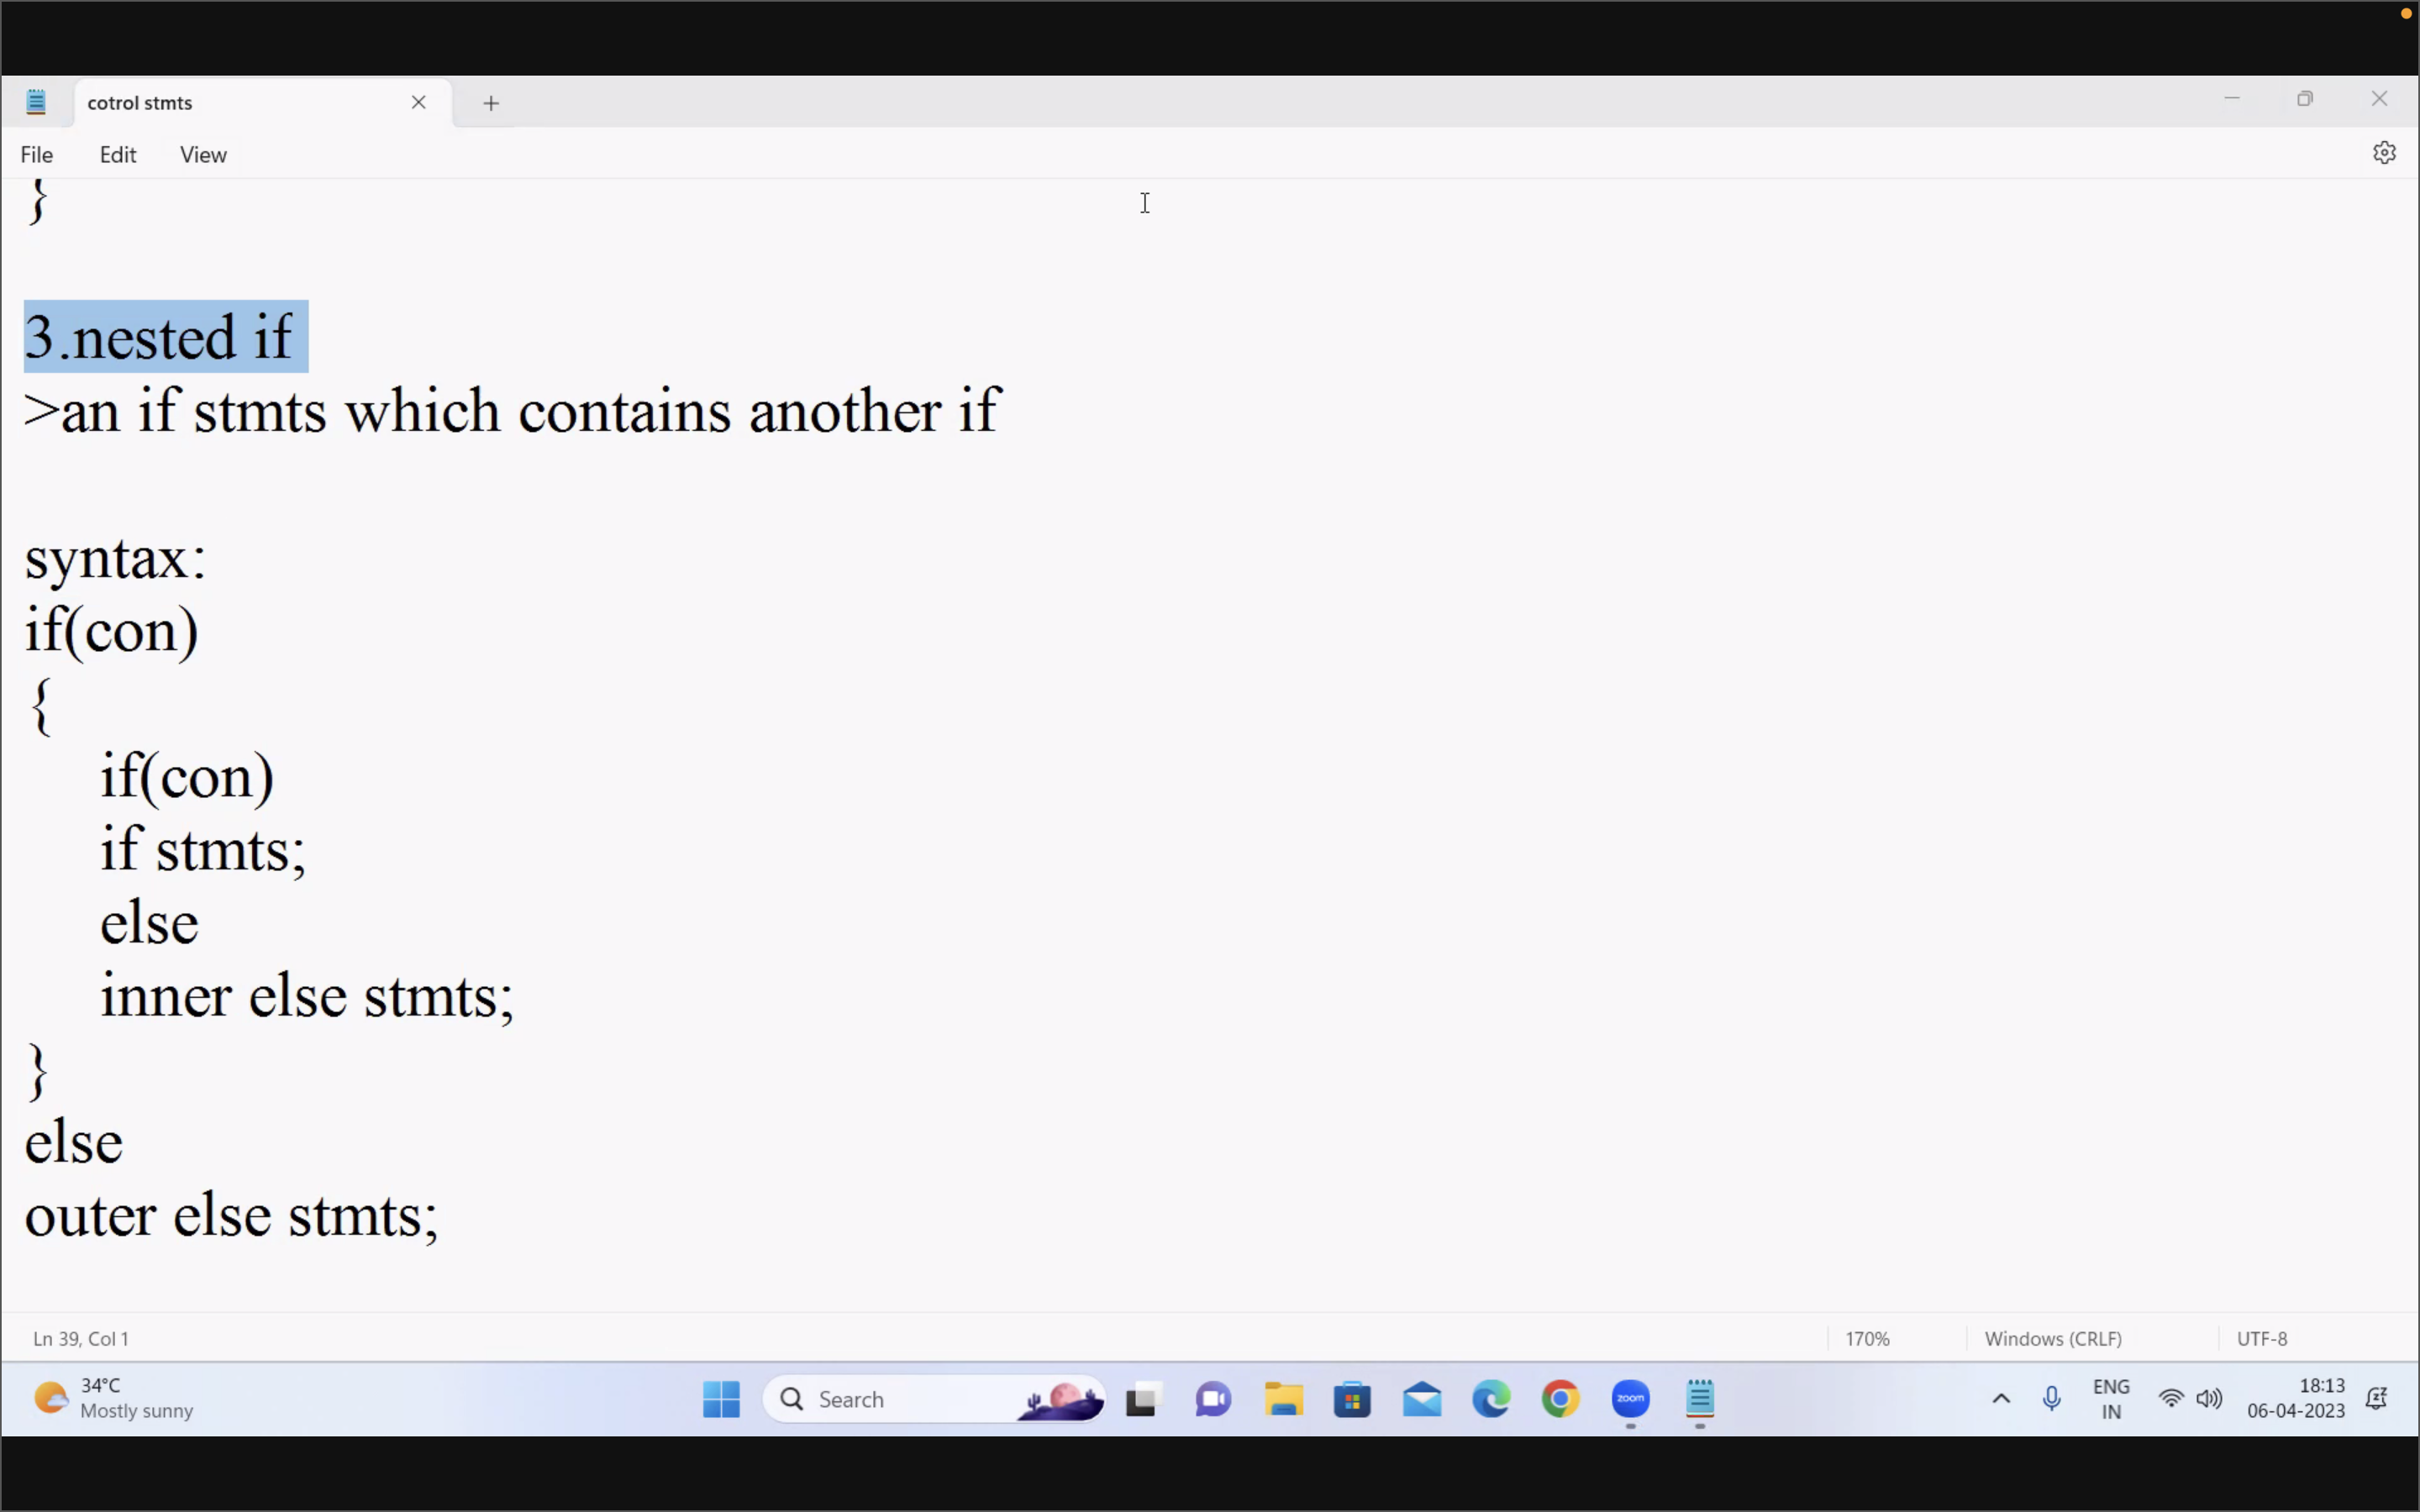 cotrol stmts
File Edit View
}
3.nested if
>an if stmts which contains another if
syntax:
if(con)
{
if(con)
if stmts;
else
inner else stmts;
}
else
outer else stmts;
Ln 39, Col 1 170% Windows (CRLF) UTF-8
34°C
Mostly sunny
Search
zoom
ENG
IN
18:13
06-04-2023